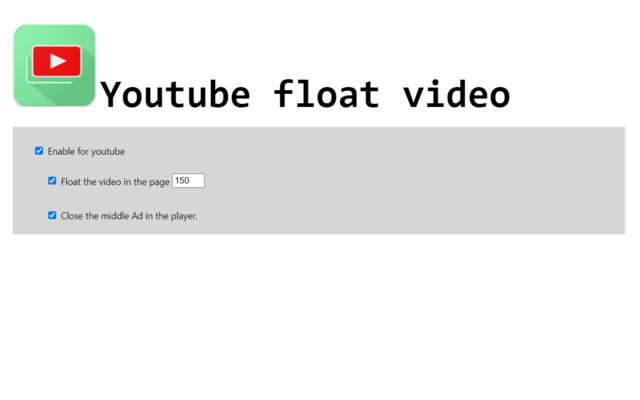 Youtube float video
Enable for youtube
Float the video in the page 150
Close the middle Ad in the player.